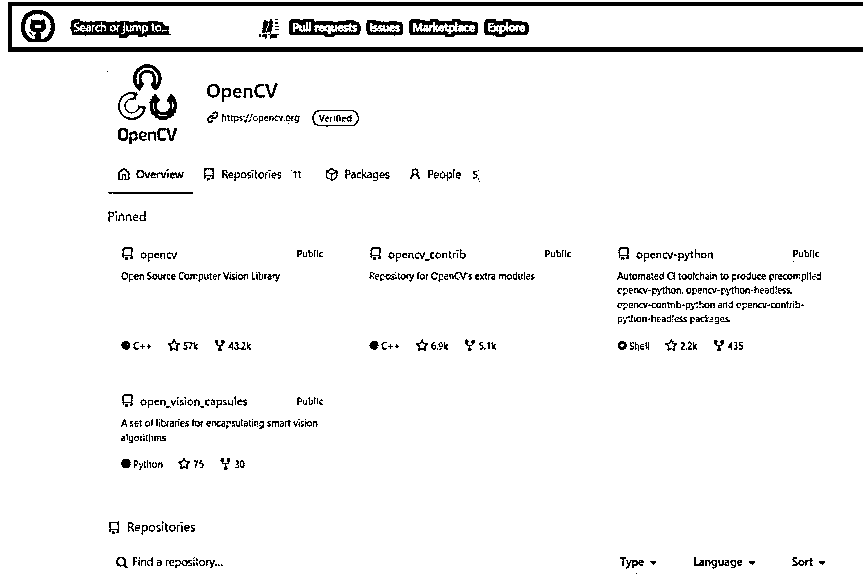 Search or jump to...
Pull requests Issues Marketplace Explore
OpenCV
OpenCV
https://opencv.org Verified
Overview Repositories 11 Packages People 5
Pinned
opencv Public
Open Source Computer Vision Library
C++ 57k 43.2k
opencv_contrib Public
Repository for OpenCV's extra modules
C++ 6.9k 5.1k
opencv-python Public
Automated CI toolchain to produce precompiled
opencv-python, opencv-python-headless,
opencv-contrib-python and opencv-contrib-
python-headless packages.
Shell 2.2k 435
open_vision_capsules Public
A set of libraries for encapsulating smart vision
algorithms
Python 75 30
Repositories
Find a repository...
Type Language Sort